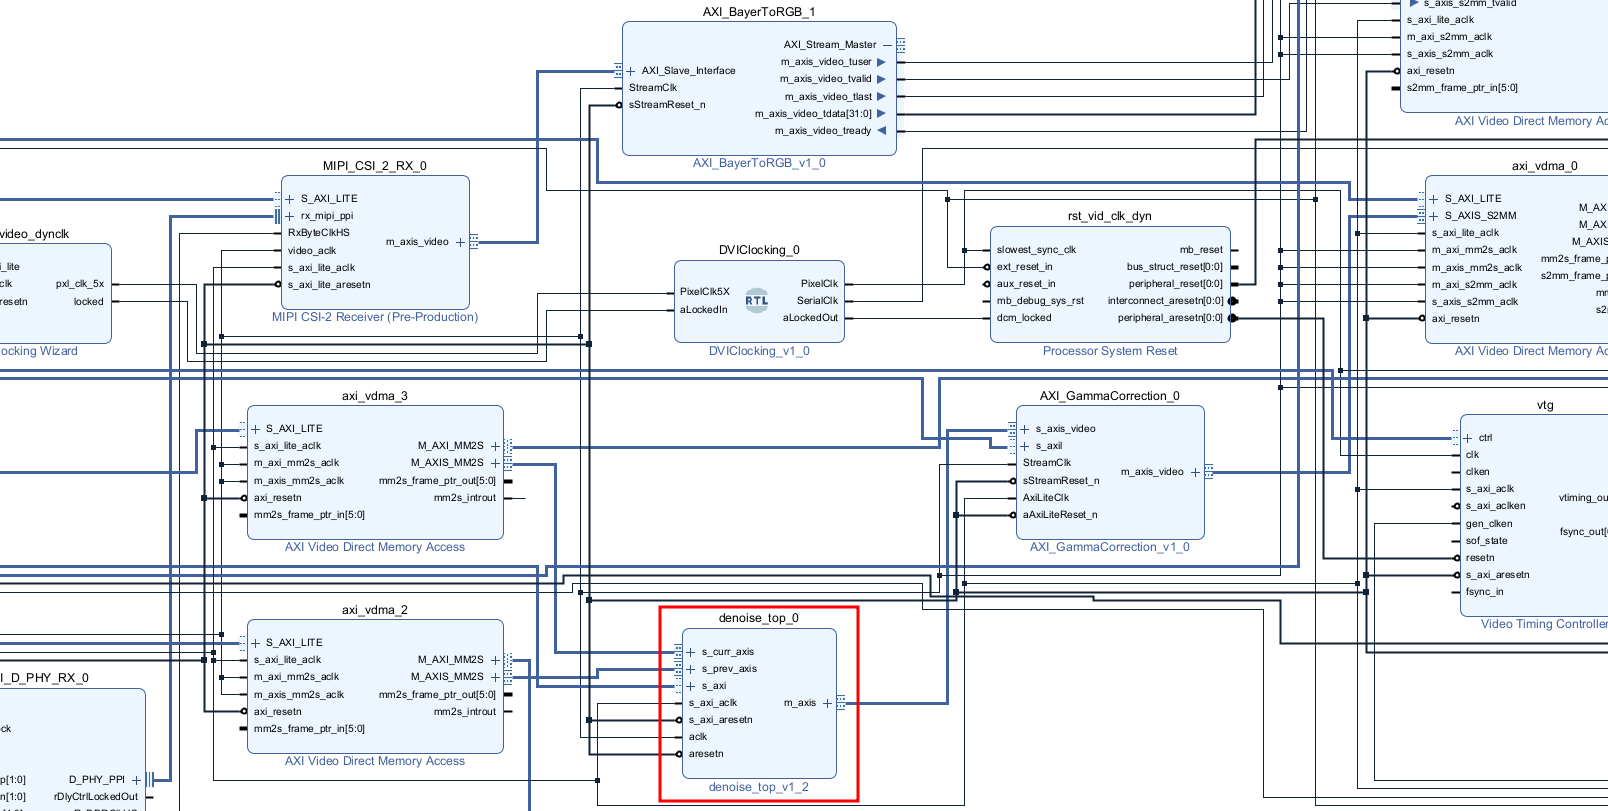 AXI_BayerToRGB_1
AXI_Slave_Interface
StreamClk
sStreamReset_n
AXI_Stream_Master
m_axis_video_tuser
m_axis_video_tvalid
m_axis_video_tlast
m_axis_video_tdata[31:0]
m_axis_video_tready
AXI_BayerToRGB_v1_0
s_axis_s2mm_tvalid
s_axi_lite_aclk
m_axi_s2mm_aclk
s_axis_s2mm_aclk
axi_resetn
s2mm_frame_ptr_in[5:0]
AXI Video Direct Memory Ac
MIPI_CSI_2_RX_0
S_AXI_LITE
rx_mipi_ppi
RxByteClkHS
video_aclk
s_axi_lite_aclk
s_axi_lite_aresetn
m_axis_video
MIPI CSI-2 Receiver (Pre-Production)
video_dynclk
i_lite
clk
resetn
pxl_clk_5x
locked
ocking Wizard
DVIClocking_0
PixelClk5X
aLockedIn
RTL
PixelClk
SerialClk
aLockedOut
DVIClocking_v1_0
rst_vid_clk_dyn
slowest_sync_clk
ext_reset_in
aux_reset_in
mb_debug_sys_rst
dcm_locked
mb_reset
bus_struct_reset[0:0]
peripheral_reset[0:0]
interconnect_aresetn[0:0]
peripheral_aresetn[0:0]
Processor System Reset
axi_vdma_0
S_AXI_LITE
S_AXIS_S2MM
s_axi_lite_aclk
m_axi_mm2s_aclk
m_axis_mm2s_aclk
m_axi_s2mm_aclk
s_axis_s2mm_aclk
axi_resetn
M_AX
M_AX
M_AXIS
mm2s_frame_p
s2mm_frame_p
mm
s2
AXI Video Direct Memory Ac
axi_vdma_3
S_AXI_LITE
s_axi_lite_aclk
m_axi_mm2s_aclk
m_axis_mm2s_aclk
axi_resetn
mm2s_frame_ptr_in[5:0]
M_AXI_MM2S
M_AXIS_MM2S
mm2s_frame_ptr_out[5:0]
mm2s_introut
AXI Video Direct Memory Access
AXI_GammaCorrection_0
s_axis_video
s_axil
StreamClk
sStreamReset_n
AxiLiteClk
aAxiLiteReset_n
m_axis_video
AXI_GammaCorrection_v1_0
vtg
ctrl
clk
clken
s_axi_aclk
s_axi_aclken
gen_clken
sof_state
resetn
s_axi_aresetn
fsync_in
vtiming_ou
fsync_out[
Video Timing Controller
axi_vdma_2
S_AXI_LITE
s_axi_lite_aclk
m_axi_mm2s_aclk
m_axis_mm2s_aclk
axi_resetn
mm2s_frame_ptr_in[5:0]
M_AXI_MM2S
M_AXIS_MM2S
mm2s_frame_ptr_out[5:0]
mm2s_introut
AXI Video Direct Memory Access
denoise_top_0
s_curr_axis
s_prev_axis
s_axi
s_axi_aclk
s_axi_aresetn
aclk
aresetn
m_axis
denoise_top_v1_2
I_D_PHY_RX_0
ck
p[1:0]
n[1:0]
D_PHY_PPI
rDlyCtrlLockedOut